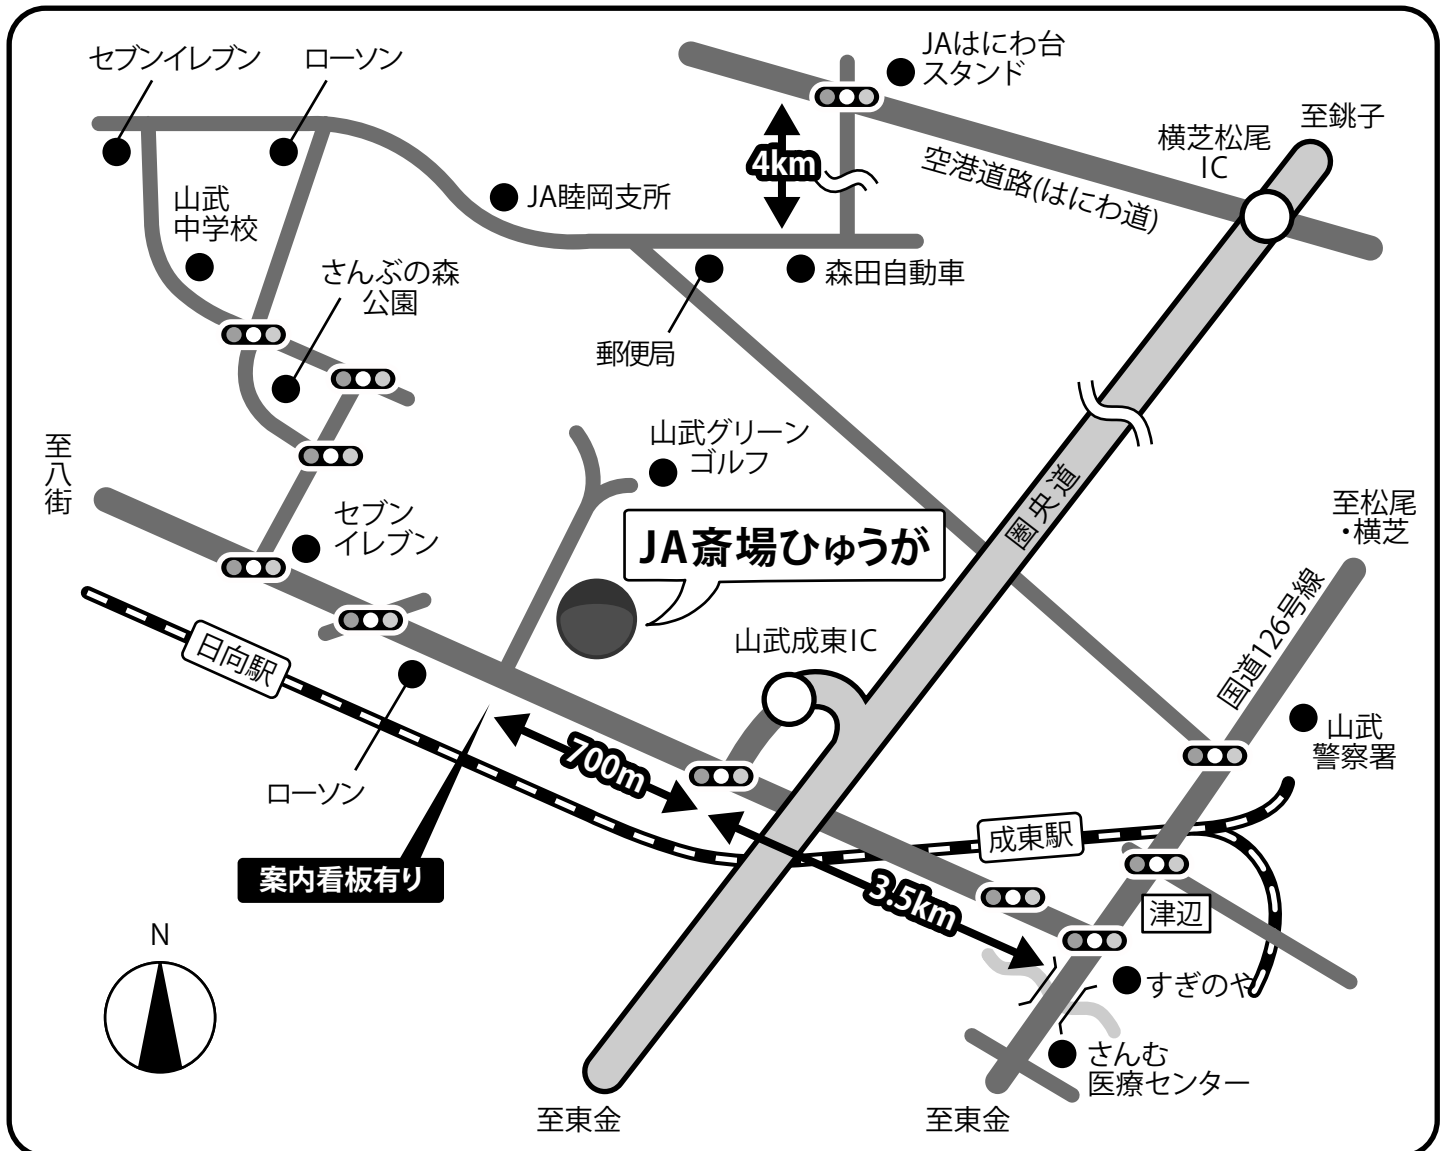 セブンイレブン
ローソン
JAはにわ台
スタンド
至銚子
横芝松尾
IC
4km
空港道路(はにわ道)
JA睦岡支所
山武
中学校
さんぶの森
公園
森田自動車
郵便局
至八街
山武グリーン
ゴルフ
セブン
イレブン
JA斎場ひゅうが
圏央道
至松尾
・横芝
国道126号線
日向駅
山武成東IC
山武
警察署
700m
ローソン
成東駅
案内看板有り
3.5km
津辺
N
すぎのや
さんむ
医療センター
至東金
至東金